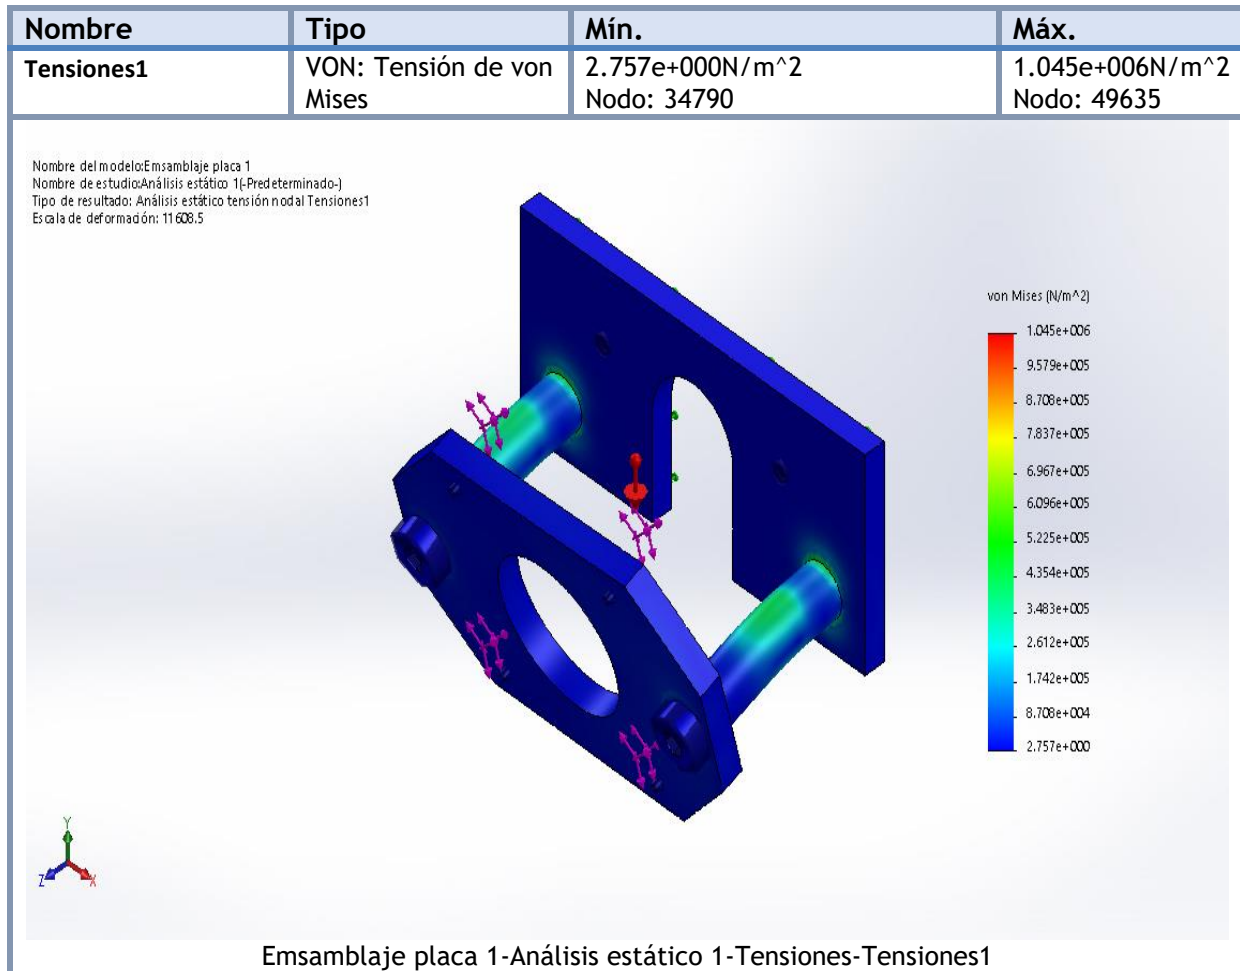 Nombre Tipo Mín. Máx.
Tensiones1 VON: Tensión de von Mises 2.757e+000N/m^2 Nodo: 34790 1.045e+006N/m^2 Nodo: 49635
Nombre del modelo:Emsamblaje placa 1
Nombre de estudio:Análisis estático 1(-Predeterminado-)
Tipo de resultado: Análisis estático tensión nodal Tensiones1
Escala de deformación: 11608.5
von Mises (N/m^2)
1.045e+006
9.579e+005
8.708e+005
7.837e+005
6.967e+005
6.096e+005
5.225e+005
4.354e+005
3.483e+005
2.612e+005
1.742e+005
8.708e+004
2.757e+000
Y
Z X
Emsamblaje placa 1-Análisis estático 1-Tensiones-Tensiones1